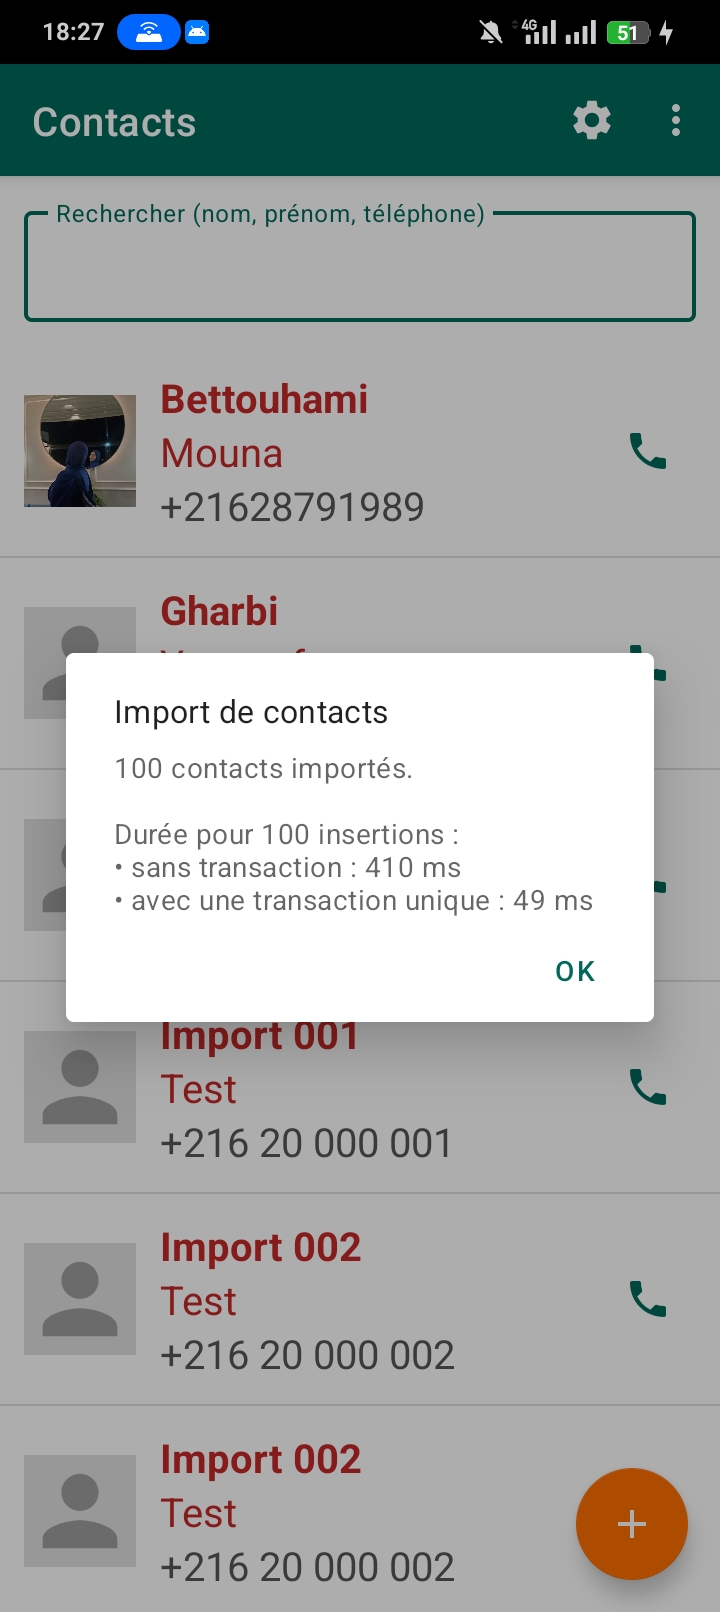 18:27
4G
51
Contacts
Rechercher (nom, prénom, téléphone)
Bettouhami
Mouna
+21628791989
Gharbi
Import de contacts
100 contacts importés.
Durée pour 100 insertions :
• sans transaction : 410 ms
• avec une transaction unique : 49 ms
OK
Import 001
Test
+216 20 000 001
Import 002
Test
+216 20 000 002
Import 002
Test
+216 20 000 002